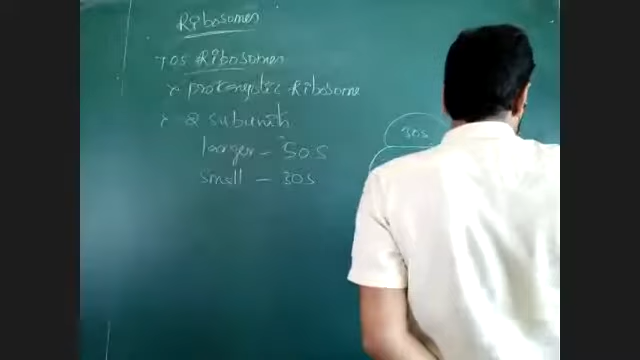 Ribosomes
70S Ribosomes
prokaryotic Ribosome
2 subunits
larger - 50S
small - 30S
30S